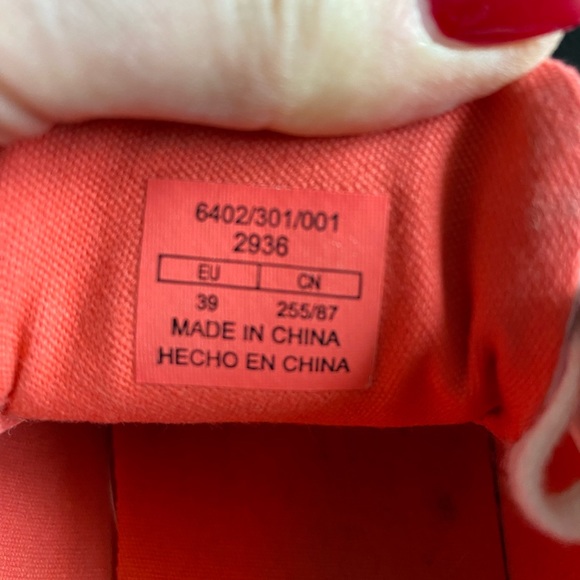 6402/301/001
2936
EU CN
39 255/87
MADE IN CHINA
HECHO EN CHINA